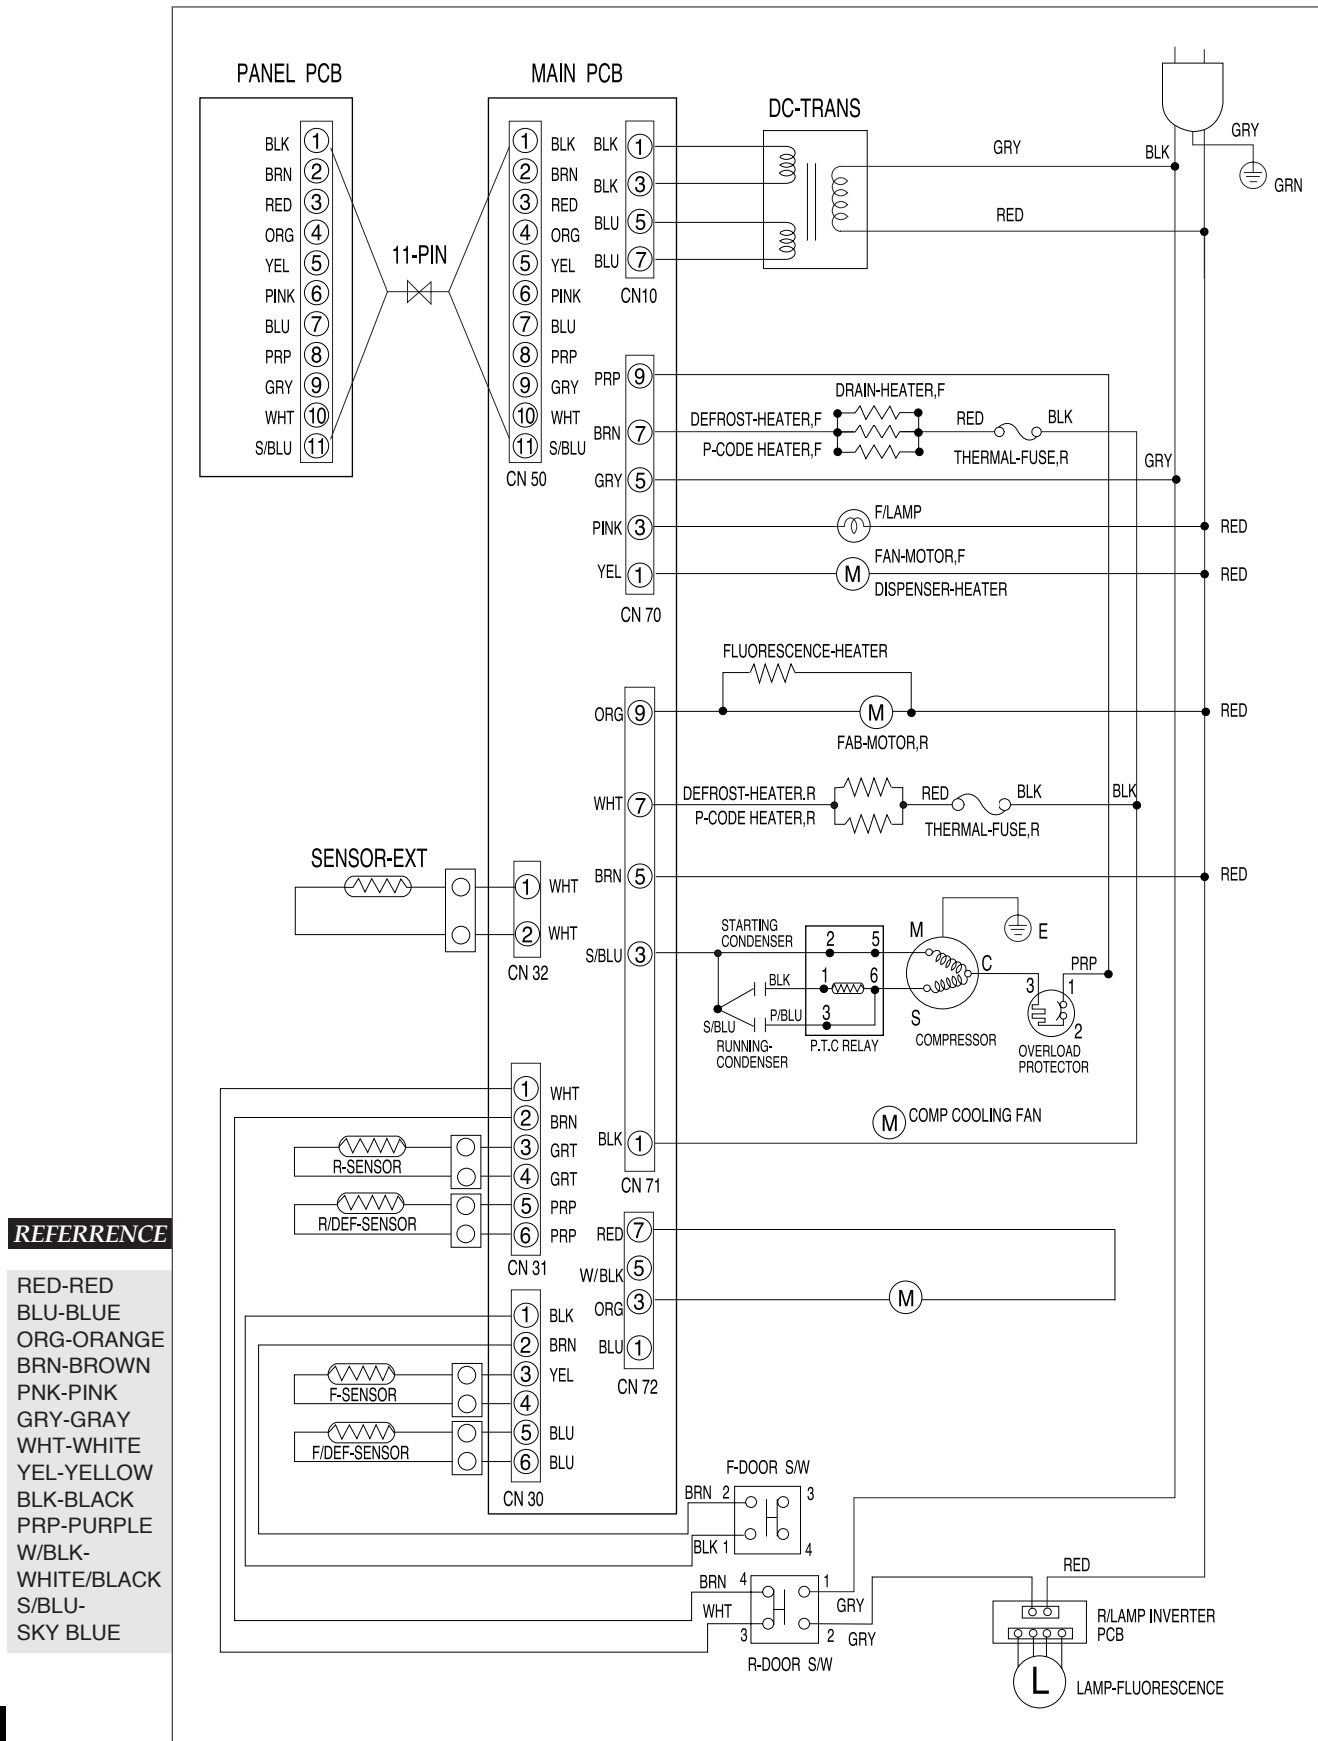 PANEL PCB
BLK 1
BRN 2
RED 3
ORG 4
YEL 5
PINK 6
BLU 7
PRP 8
GRY 9
WHT 10
S/BLU 11
11-PIN
MAIN PCB
1 BLK
2 BRN
3 RED
4 ORG
5 YEL
6 PINK
7 BLU
8 PRP
9 GRY
10 WHT
11 S/BLU
CN 50
BLK 1
BLK 3
BLU 5
BLU 7
CN10
DC-TRANS
GRY
RED
BLK
GRY
GRN
PRP 9
BRN 7
GRY 5
PINK 3
YEL 1
CN 70
DRAIN-HEATER,F
DEFROST-HEATER,F
P-CODE HEATER,F
RED
BLK
THERMAL-FUSE,R
GRY
F/LAMP
RED
FAN-MOTOR,F
M
DISPENSER-HEATER
RED
FLUORESCENCE-HEATER
ORG 9
M
RED
FAB-MOTOR,R
WHT 7
DEFROST-HEATER.R
P-CODE HEATER,R
RED
BLK
BLK
THERMAL-FUSE,R
BRN 5
RED
SENSOR-EXT
1 WHT
2 WHT
CN 32
S/BLU 3
STARTING
CONDENSER
2 5
BLK 1 6
S/BLU P/BLU 3
RUNNING-
CONDENSER
P.T.C RELAY
M
C
S
COMPRESSOR
E
PRP
3 1
2
OVERLOAD
PROTECTOR
M COMP COOLING FAN
BLK 1
CN 71
1 WHT
2 BRN
3 GRT
4 GRT
5 PRP
6 PRP
CN 31
R-SENSOR
R/DEF-SENSOR
RED 7
W/BLK 5
ORG 3
BLU 1
CN 72
M
1 BLK
2 BRN
3 YEL
4
5 BLU
6 BLU
CN 30
F-SENSOR
F/DEF-SENSOR
F-DOOR S/W
BRN 2 3
BLK 1 4
BRN 4 1
GRY
WHT
3 2 GRY
R-DOOR S/W
RED
R/LAMP INVERTER
PCB
L
LAMP-FLUORESCENCE
REFERRENCE
RED-RED
BLU-BLUE
ORG-ORANGE
BRN-BROWN
PNK-PINK
GRY-GRAY
WHT-WHITE
YEL-YELLOW
BLK-BLACK
PRP-PURPLE
W/BLK-
WHITE/BLACK
S/BLU-
SKY BLUE